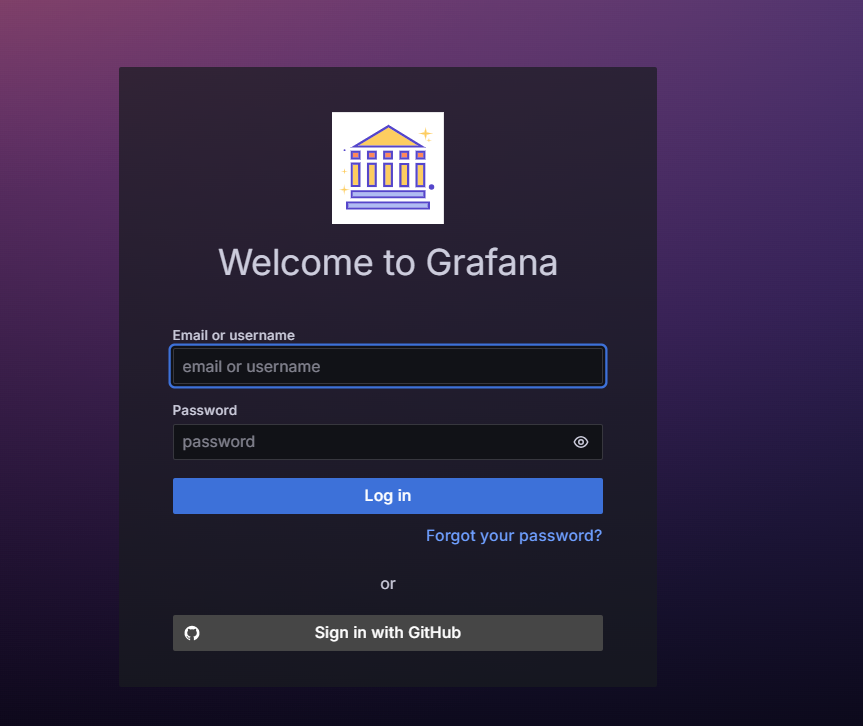 Welcome to Grafana
Email or username
email or username
Password
password
Log in
Forgot your password?
or
Sign in with GitHub